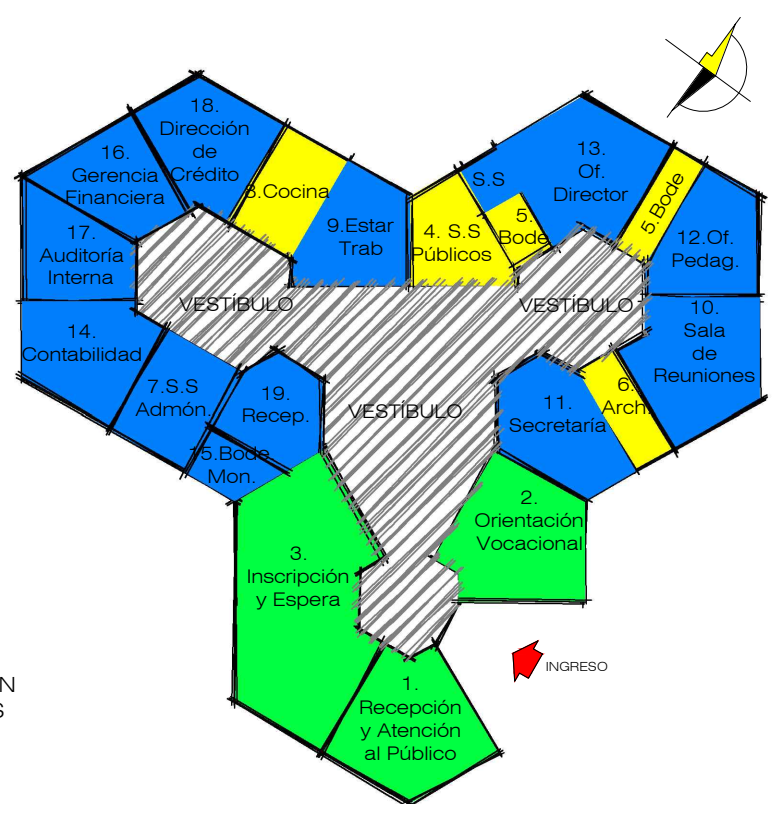 18.
Dirección
de
Crédito
16.
Gerencia
Financiera
8.Cocina
17.
Auditoría
Interna
9.Estar
Trab
4. S.S
Públicos
S.S
5.
Bode
13.
Of.
Director
5.Bode
12.Of.
Pedag.
VESTÍBULO
VESTÍBULO
14.
Contabilidad
10.
Sala
de
Reuniones
7.S.S
Admón.
19.
Recep.
VESTÍBULO
11.
Secretaría
6.
Arch.
15.Bode
Mon.
2.
Orientación
Vocacional
3.
Inscripción
y Espera
INGRESO
1.
Recepción
y Atención
al Público
N
S